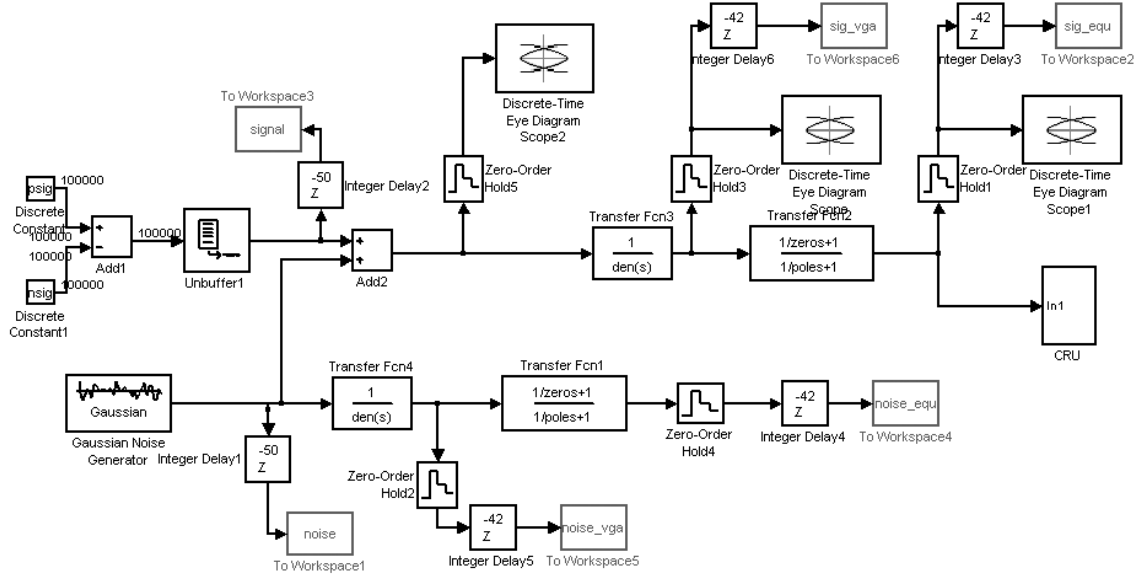 -42
Z
Integer Delay6
sig_vga
To Workspace6
-42
Z
nteger Delay3
sig_equ
To Workspace2
Discrete-Time
Eye Diagram
Scope2
To Workspace3
signal
-50
Z
Integer Delay2
Zero-Order
Hold5
Zero-Order
Hold3
Discrete-Time
Eye Diagram
Scope
Zero-Order
Hold1
Discrete-Time
Eye Diagram
Scope1
psig
100000
Discrete
Constant
100000
100000
nsig
100000
Discrete
Constant1
+
−
Add1
100000
Unbuffer1
+
+
Add2
Transfer Fcn3
1
den(s)
Transfer Fcn2
1/zeros+1
1/poles+1
In1
CRU
Gaussian
Gaussian Noise
Generator
Integer Delay1
-50
Z
noise
To Workspace1
Transfer Fcn4
1
den(s)
Zero-Order
Hold2
-42
Z
Integer Delay5
noise_vga
To Workspace5
Transfer Fcn1
1/zeros+1
1/poles+1
Zero-Order
Hold4
-42
Z
Integer Delay4
noise_equ
To Workspace4